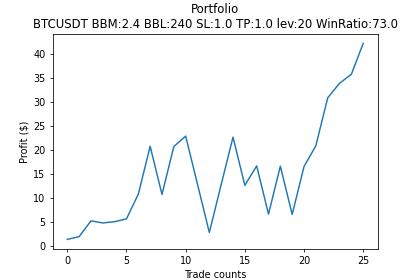 Portfolio
BTCUSDT BBM:2.4 BBL:240 SL:1.0 TP:1.0 lev:20 WinRatio:73.0
Profit ($)
40
35
30
25
20
15
10
5
0
0 5 10 15 20 25
Trade counts